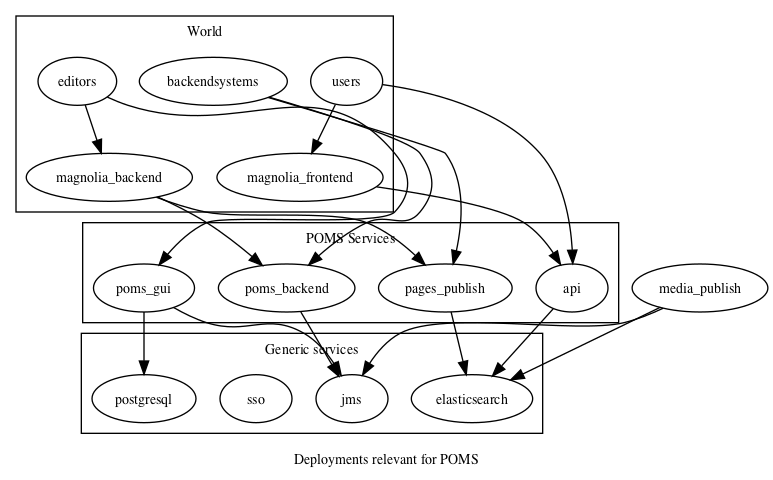 World
editors
backendsystems
users
magnolia_backend
magnolia_frontend
POMS Services
poms_gui
poms_backend
pages_publish
api
media_publish
Generic services
postgresql
sso
jms
elasticsearch
Deployments relevant for POMS